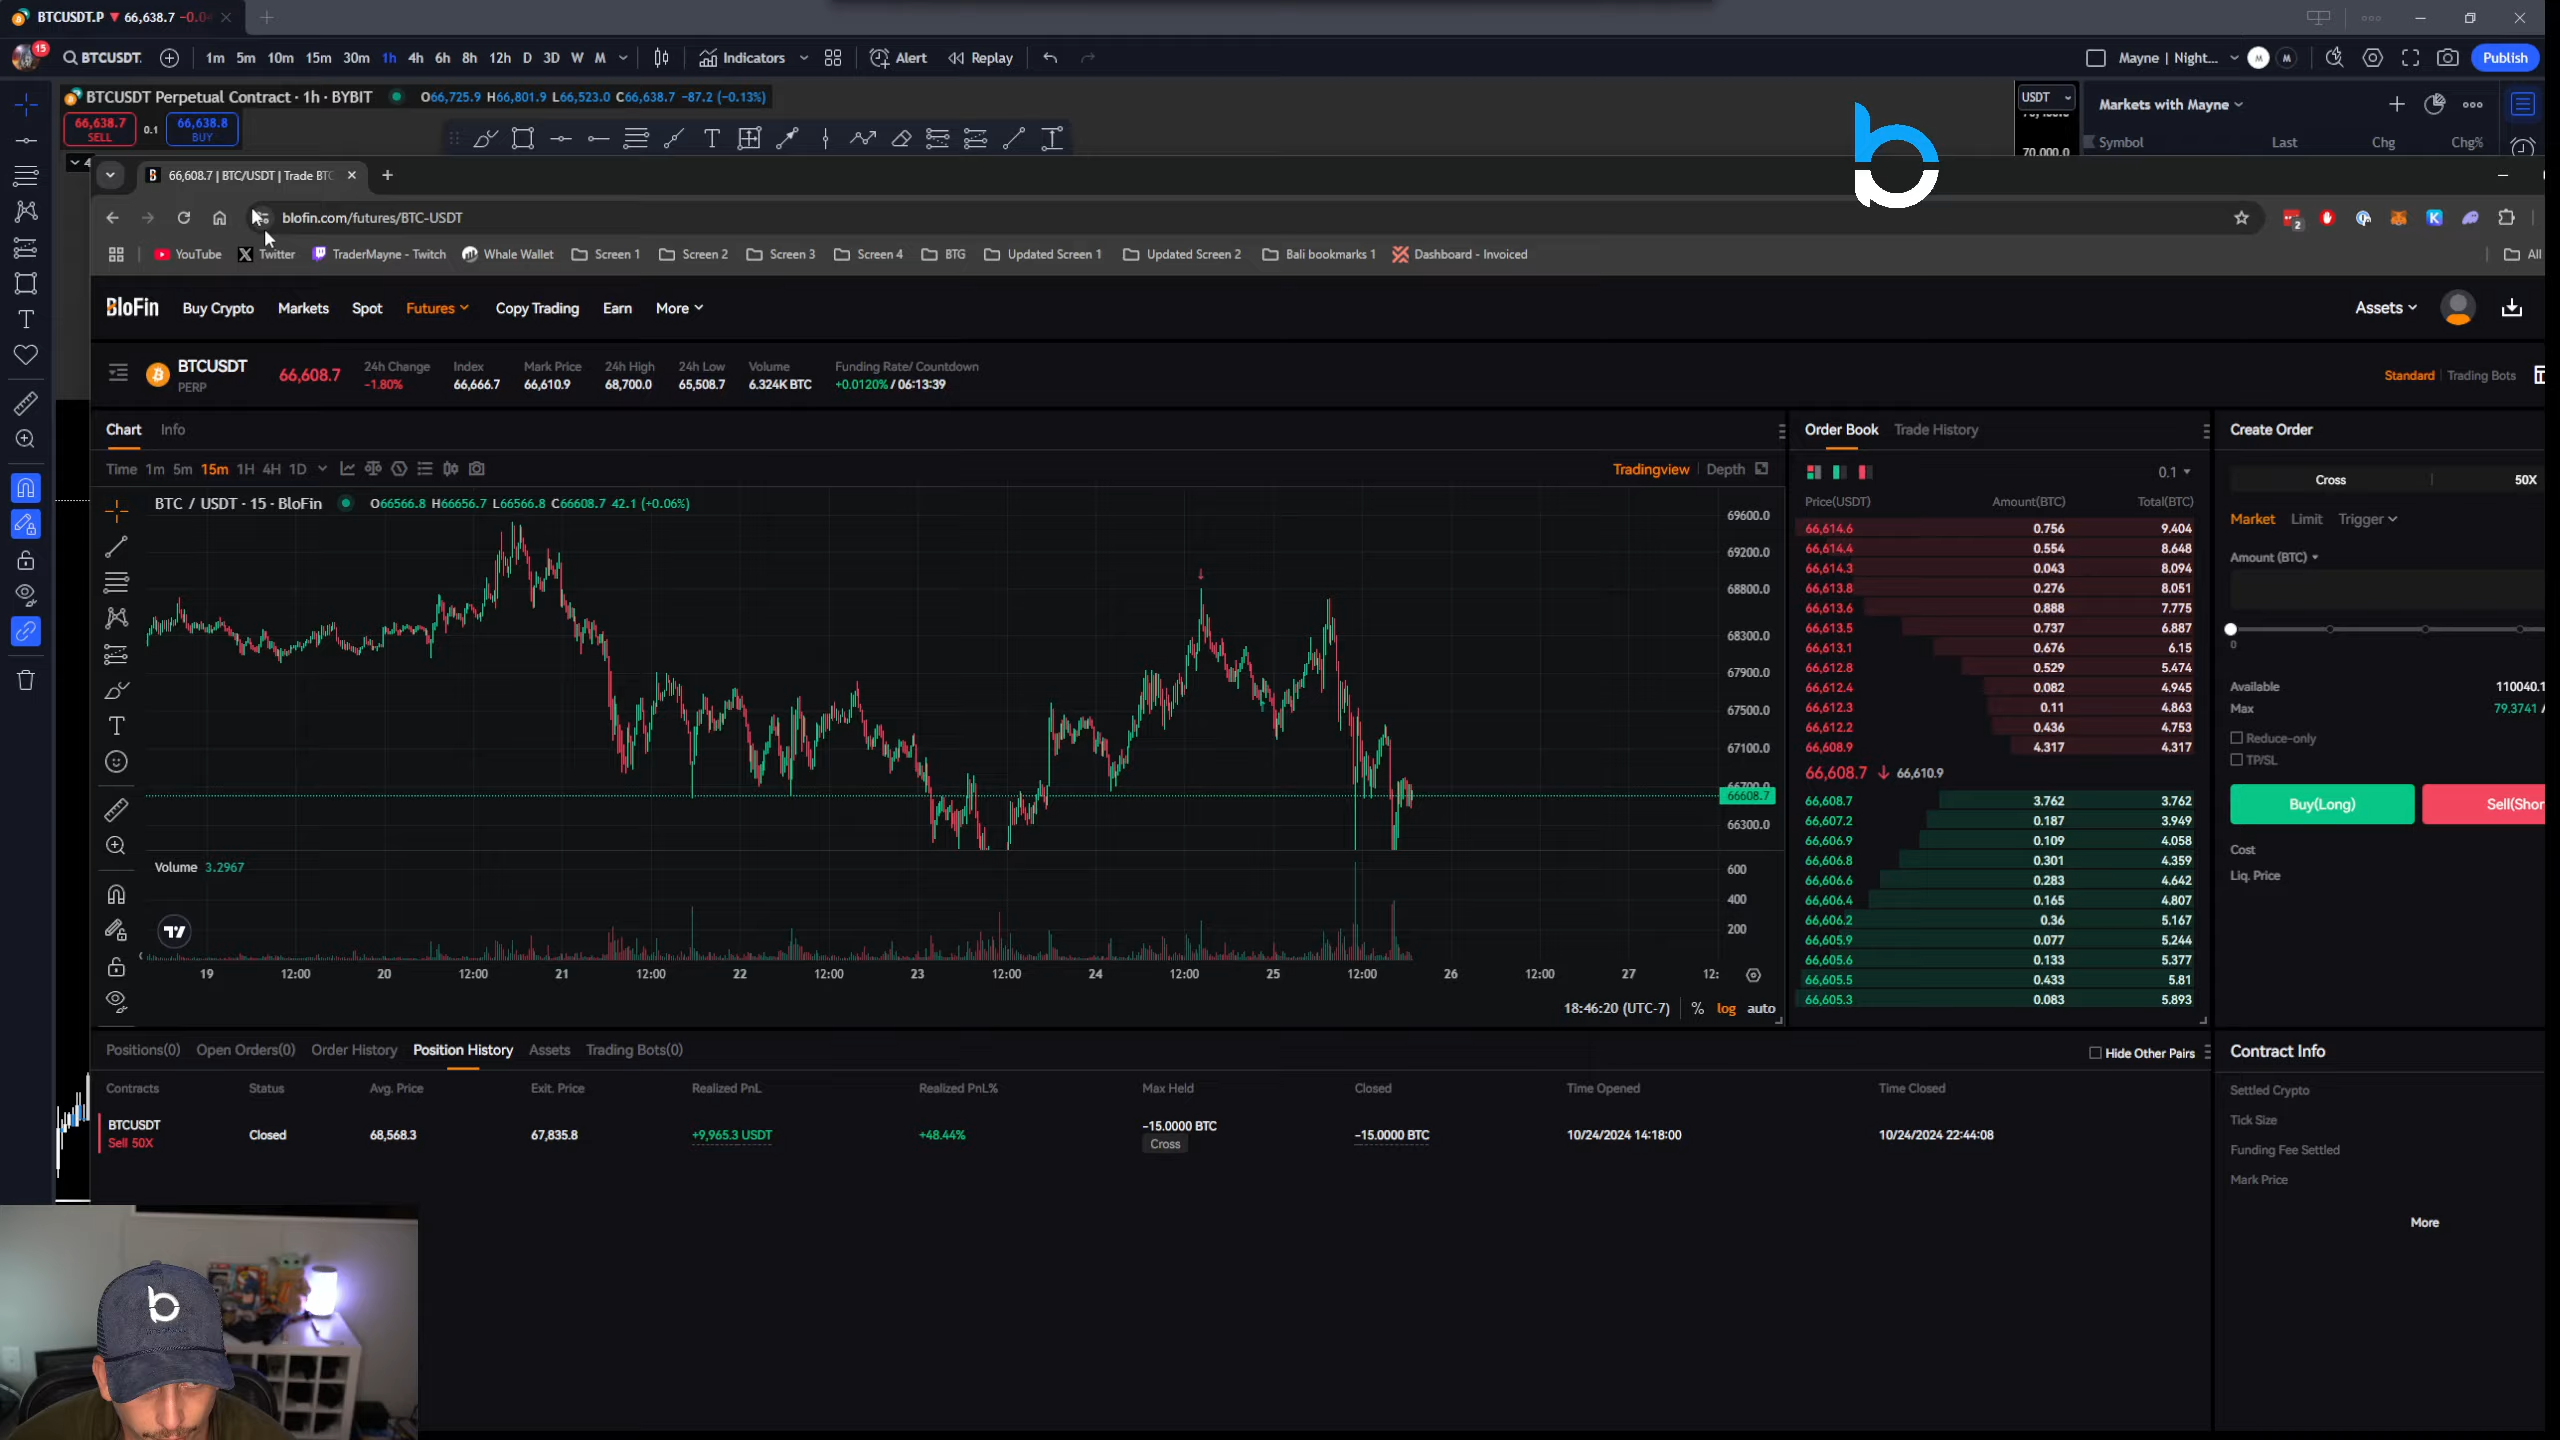 BTCUSDT.P ▼ 66,638.7 -0.04
15 BTCUSDT. 1m 5m 10m 15m 30m 1h 4h 6h 8h 12h D 3D W M Indicators Alert Replay Mayne | Night... M M Publish
BTCUSDT Perpetual Contract · 1h · BYBIT O66,725.9 H66,801.9 L66,523.0 C66,638.7 -87.2 (-0.13%) USDT Markets with Mayne
66,638.7 SELL 0.1 66,638.8 BUY
Symbol Last Chg Chg%
70,000.0
4
66,608.7 | BTC/USDT | Trade BTC
blofin.com/futures/BTC-USDT
YouTube Twitter TraderMayne - Twitch Whale Wallet Screen 1 Screen 2 Screen 3 Screen 4 BTG Updated Screen 1 Updated Screen 2 Bali bookmarks 1 Dashboard - Invoiced All
BloFin Buy Crypto Markets Spot Futures Copy Trading Earn More Assets
BTCUSDT PERP 66,608.7
24h Change Index Mark Price 24h High 24h Low Volume Funding Rate/ Countdown
-1.80% 66,666.7 66,610.9 68,700.0 65,508.7 6.324K BTC +0.0120% / 06:13:39
Standard Trading Bots
Chart Info
Time 1m 5m 15m 1H 4H 1D Tradingview Depth
BTC / USDT · 15 · BloFin O66566.8 H66656.7 L66566.8 C66608.7 42.1 (+0.06%)
69600.0
69200.0
68800.0
68300.0
67900.0
67500.0
67100.0
66700.0
66608.7
66300.0
Volume 3.2967
600
400
200
19 12:00 20 12:00 21 12:00 22 12:00 23 12:00 24 12:00 25 12:00 26 12:00 27 12:
18:46:20 (UTC-7) % log auto
Order Book Trade History
0.1
Price(USDT) Amount(BTC) Total(BTC)
66,614.6 0.756 9.404
66,614.4 0.554 8.648
66,614.3 0.043 8.094
66,613.8 0.276 8.051
66,613.6 0.888 7.775
66,613.5 0.737 6.887
66,613.1 0.676 6.15
66,612.8 0.529 5.474
66,612.4 0.082 4.945
66,612.3 0.11 4.863
66,612.2 0.436 4.753
66,608.9 4.317 4.317
66,608.7 ↓ 66,610.9
66,608.7 3.762 3.762
66,607.2 0.187 3.949
66,606.9 0.109 4.058
66,606.8 0.301 4.359
66,606.6 0.283 4.642
66,606.4 0.165 4.807
66,606.2 0.36 5.167
66,605.9 0.077 5.244
66,605.6 0.133 5.377
66,605.5 0.433 5.81
66,605.3 0.083 5.893
Create Order
Cross 50X
Market Limit Trigger
Amount (BTC)
0
Available 110040.1
Max 79.3741 /
Reduce-only
TP/SL
Buy(Long) Sell(Shor
Cost
Liq. Price
Positions(0) Open Orders(0) Order History Position History Assets Trading Bots(0) Hide Other Pairs
Contracts Status Avg. Price Exit. Price Realized PnL Realized PnL% Max Held Closed Time Opened Time Closed
BTCUSDT Sell 50X Closed 68,568.3 67,835.8 +9,965.3 USDT +48.44% -15.0000 BTC Cross -15.0000 BTC 10/24/2024 14:18:00 10/24/2024 22:44:08
Contract Info
Settled Crypto
Tick Size
Funding Fee Settled
Mark Price
More